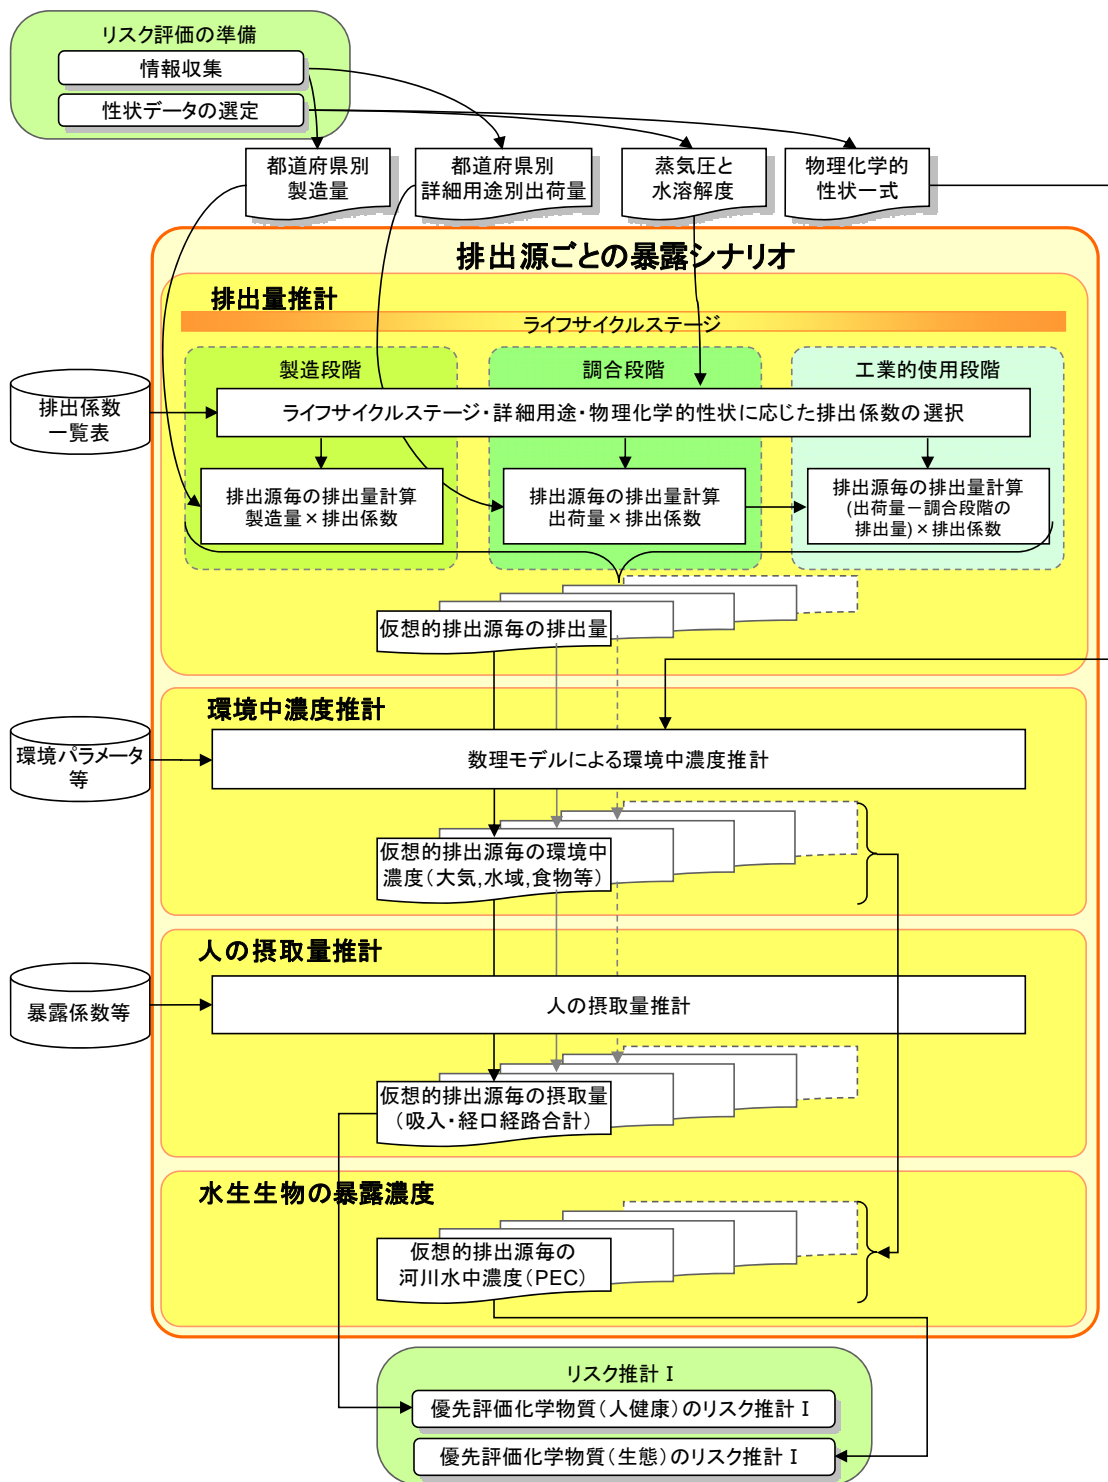 リスク評価の準備
情報収集
性状データの選定
都道府県別
製造量
都道府県別
詳細用途別出荷量
蒸気圧と
水溶解度
物理化学的
性状一式
排出源ごとの暴露シナリオ
排出量推計
ライフサイクルステージ
製造段階
調合段階
工業的使用段階
排出係数
一覧表
ライフサイクルステージ・詳細用途・物理化学的性状に応じた排出係数の選択
排出源毎の排出量計算
製造量×排出係数
排出源毎の排出量計算
出荷量×排出係数
排出源毎の排出量計算
(出荷量－調合段階の
排出量)×排出係数
仮想的排出源毎の排出量
環境中濃度推計
環境パラメータ
等
数理モデルによる環境中濃度推計
仮想的排出源毎の環境中
濃度(大気,水域,食物等)
人の摂取量推計
暴露係数等
人の摂取量推計
仮想的排出源毎の摂取量
(吸入・経口経路合計)
水生生物の暴露濃度
仮想的排出源毎の
河川水中濃度(PEC)
リスク推計Ⅰ
優先評価化学物質(人健康)のリスク推計Ⅰ
優先評価化学物質(生態)のリスク推計Ⅰ